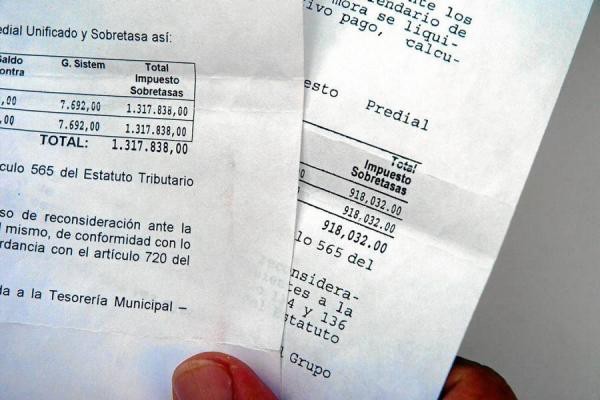 edial Unificado y Sobretasa así:
Saldo
ontra
G. Sistem
Total
Impuesto
Sobretasas
,00 7.692,00 1.317.838,00
,00 7.692,00 1.317.838,00
TOTAL: 1.317.838,00
culo 565 del Estatuto Tributario
so de reconsideración ante la
l mismo, de conformidad con lo
rdancia con el artículo 720 del
da a la Tesorería Municipal –
nte los
endario de
mora se liqui-
ivo pago, calcu-
esto Predial
Total
Impuesto
Sobretasas
0 918,032.00
918,032.00
918,032.00
lo 565 del
nsidera-
es a la
4 y 136
statuto
l Grupo